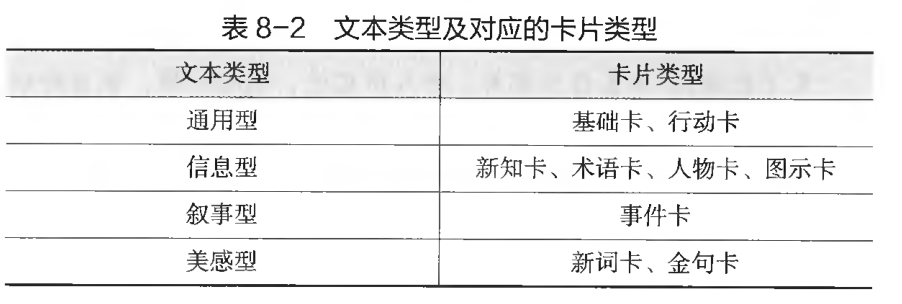 表 8-2 文本类型及对应的卡片类型
文本类型 卡片类型
通用型 基础卡、行动卡
信息型 新知卡、术语卡、人物卡、图示卡
叙事型 事件卡
美感型 新词卡、金句卡